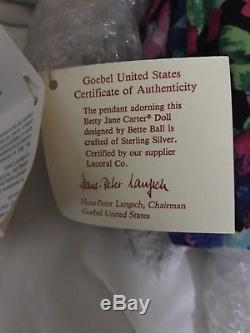 Goebel United States
Certificate of Authenticity
The pendant adorning this
Betty Jane Carter® Doll
designed by Bette Ball is
crafted of Sterling Silver.
Certified by our supplier
Lucoral Co.
Hans-Peter Langsch
Hans-Peter Langsch, Chairman
Goebel United States